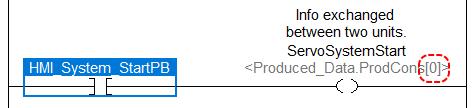 Info exchanged
between two units.
ServoSystemStart
HMI_System_StartPB
<Produced_Data.ProdCons[0]>